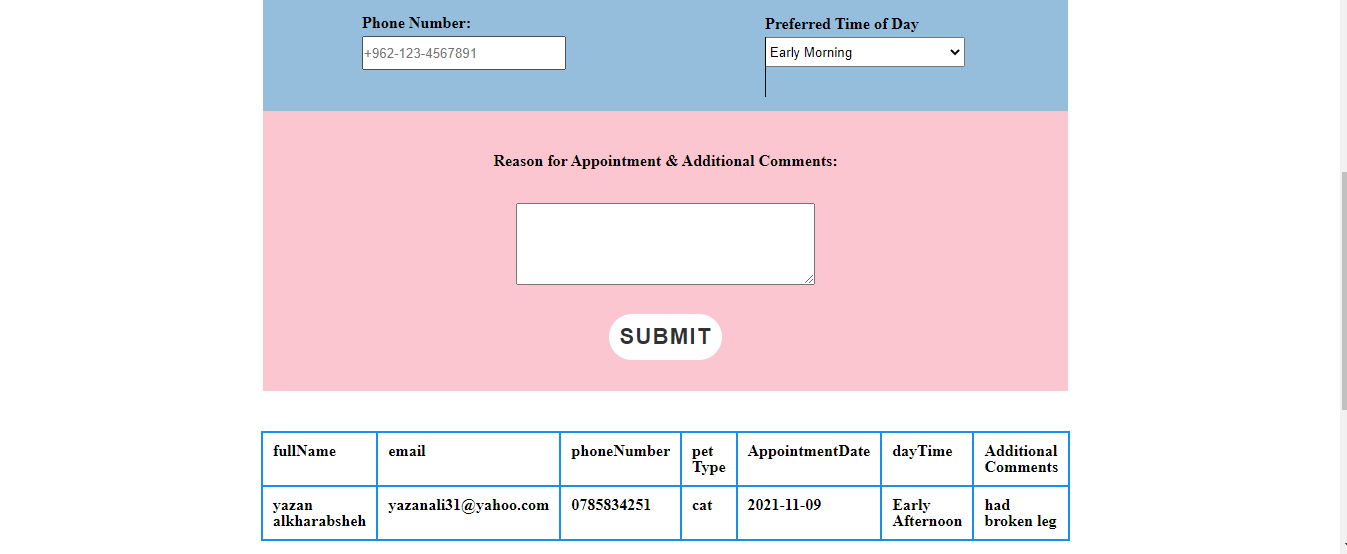 Phone Number:
Preferred Time of Day
+962-123-4567891
Early Morning
Reason for Appointment & Additional Comments:
SUBMIT
fullName email phoneNumber pet Type AppointmentDate dayTime Additional Comments
yazan alkharabsheh yazanali31@yahoo.com 0785834251 cat 2021-11-09 Early Afternoon had broken leg